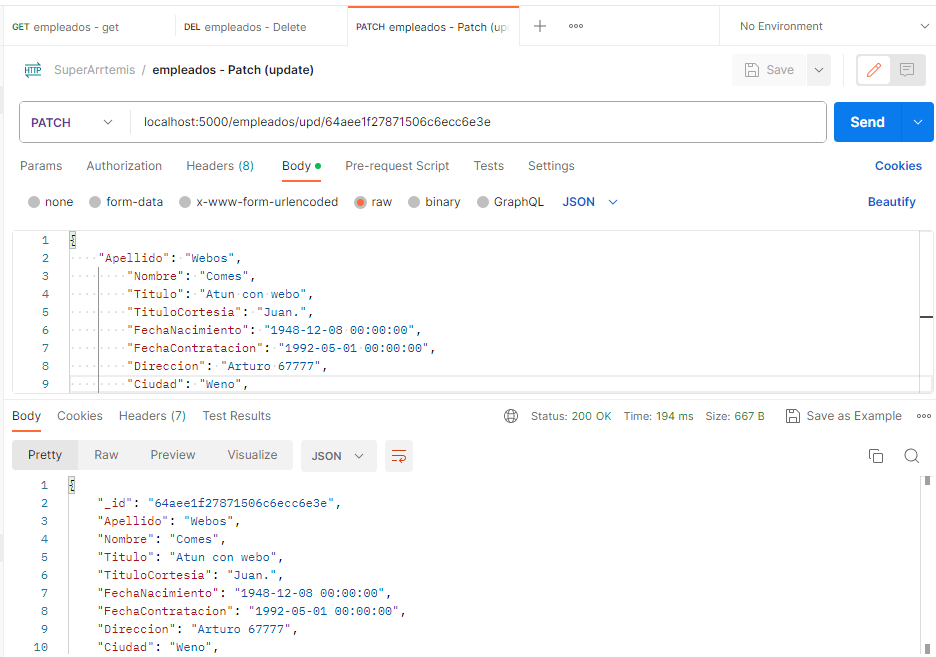 GET empleados - get DEL empleados - Delete PATCH empleados - Patch (up No Environment
HTTP SuperArrtemis / empleados - Patch (update) Save
PATCH localhost:5000/empleados/upd/64aee1f27871506c6ecc6e3e Send
Params Authorization Headers (8) Body Pre-request Script Tests Settings Cookies
none form-data x-www-form-urlencoded raw binary GraphQL JSON Beautify
1 {
2 "Apellido": "Webos",
3 "Nombre": "Comes",
4 "Titulo": "Atun con webo",
5 "TituloCortesia": "Juan.",
6 "FechaNacimiento": "1948-12-08 00:00:00",
7 "FechaContratacion": "1992-05-01 00:00:00",
8 "Direccion": "Arturo 67777",
9 "Ciudad": "Weno",
Body Cookies Headers (7) Test Results Status: 200 OK Time: 194 ms Size: 667 B Save as Example
Pretty Raw Preview Visualize JSON
1 {
2 "_id": "64aee1f27871506c6ecc6e3e",
3 "Apellido": "Webos",
4 "Nombre": "Comes",
5 "Titulo": "Atun con webo",
6 "TituloCortesia": "Juan.",
7 "FechaNacimiento": "1948-12-08 00:00:00",
8 "FechaContratacion": "1992-05-01 00:00:00",
9 "Direccion": "Arturo 67777",
10 "Ciudad": "Weno",